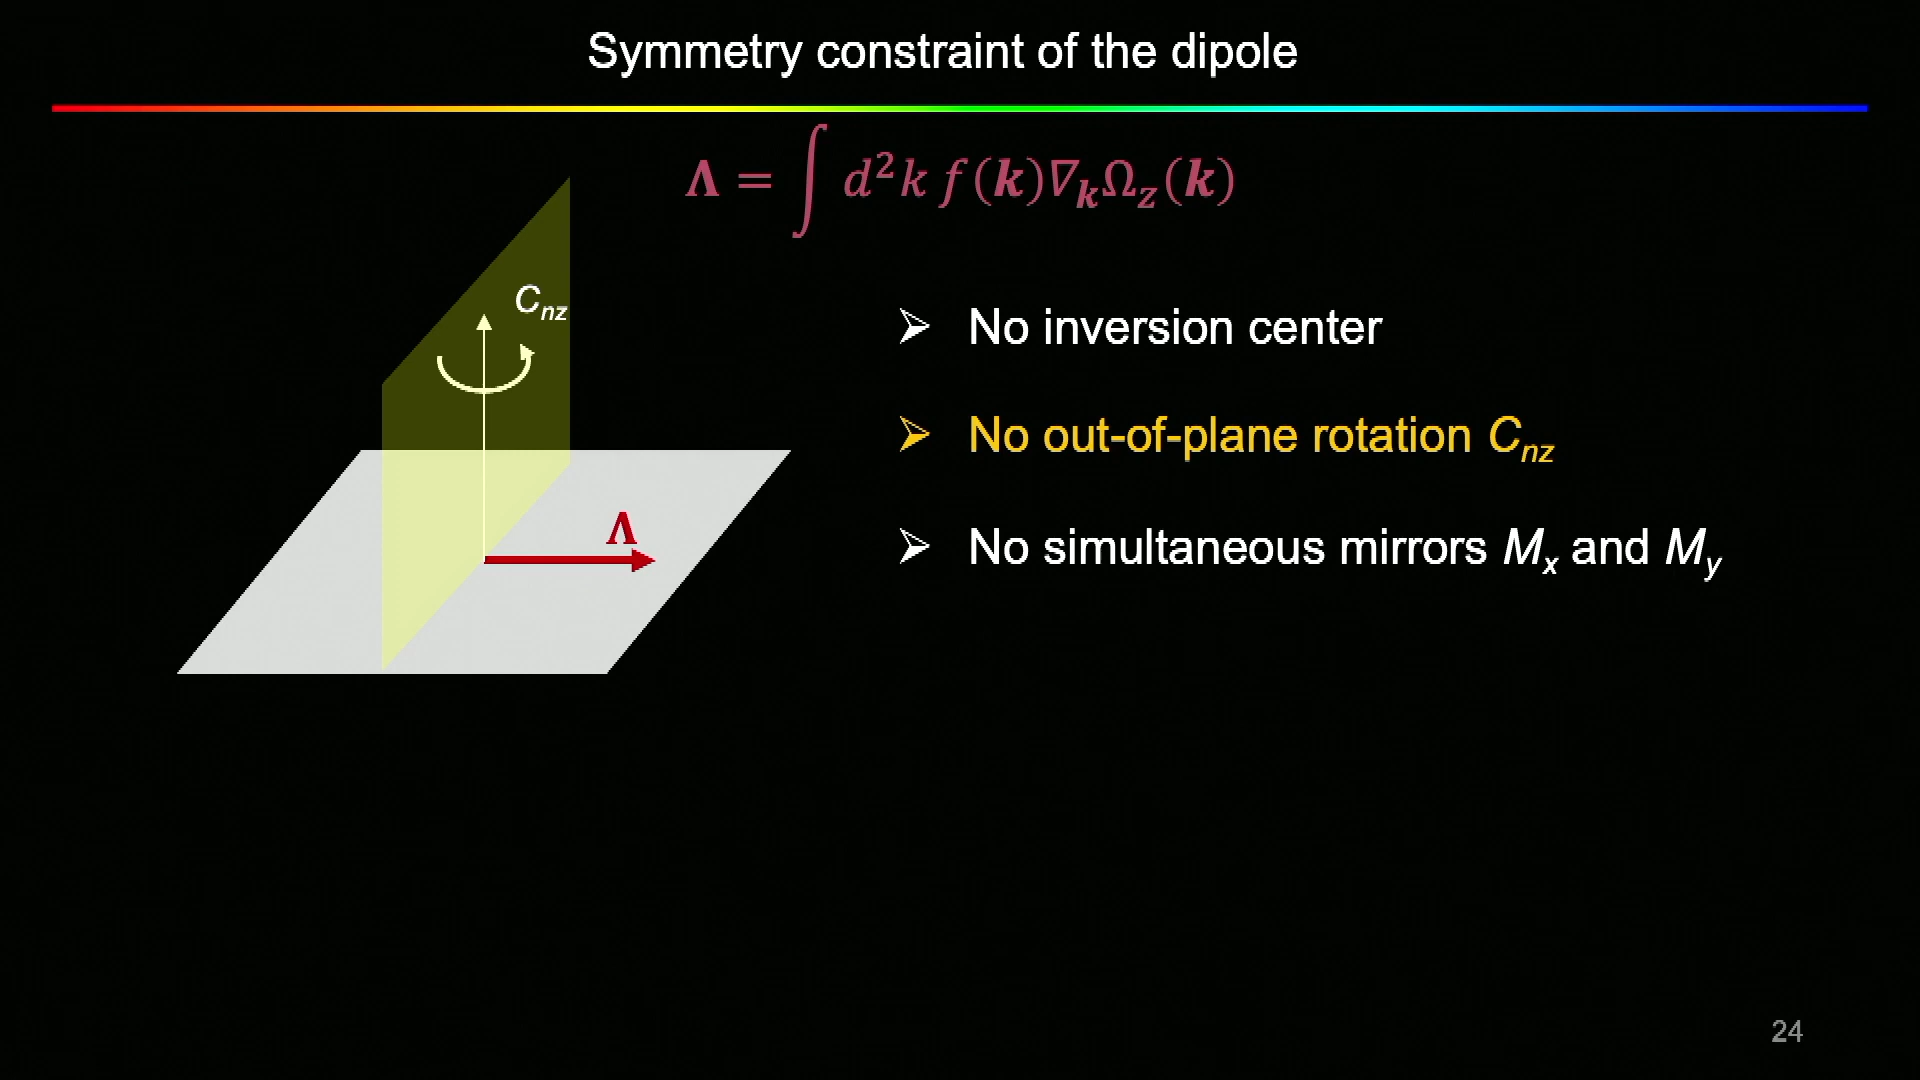 Symmetry constraint of the dipole
𝚲 = ∫ d²k f(𝒌)∇_𝒌Ω_z(𝒌)
C_nz
Λ
➢ No inversion center
➢ No out-of-plane rotation C_nz
➢ No simultaneous mirrors M_x and M_y
24